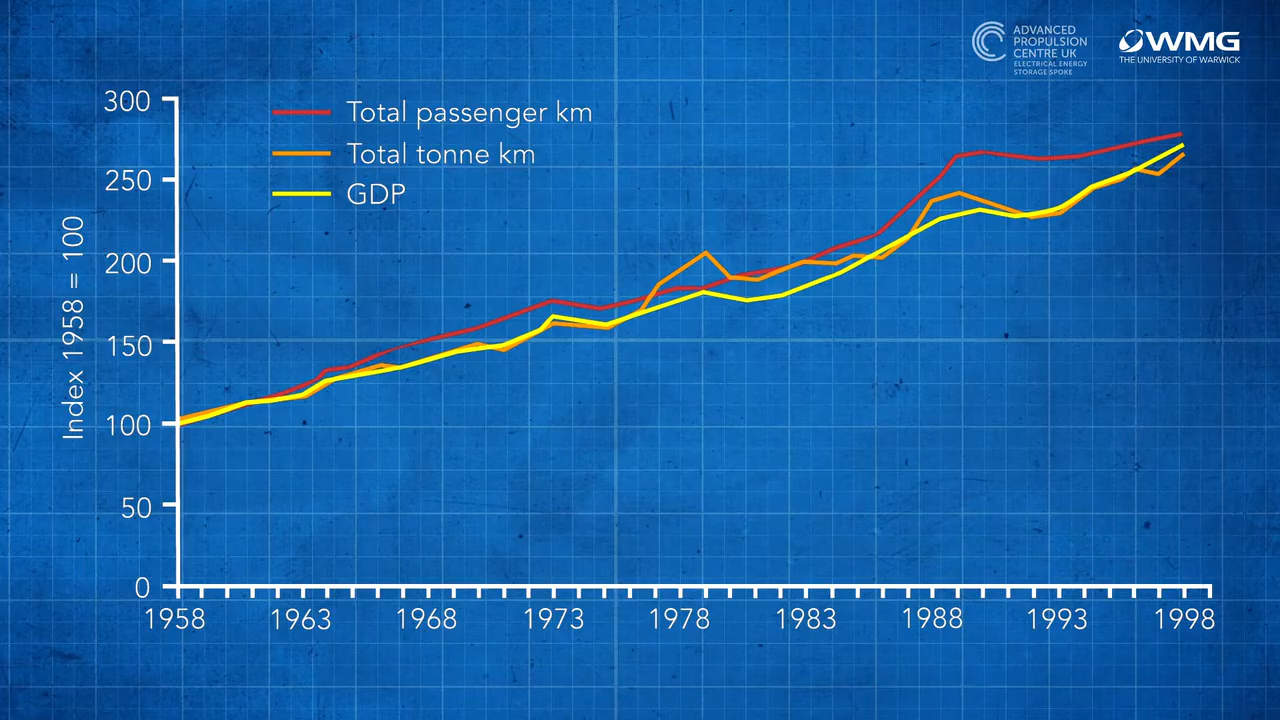 ADVANCED
PROPULSION
CENTRE UK
ELECTRICAL ENERGY
STORAGE SPOKE
WMG
THE UNIVERSITY OF WARWICK
Total passenger km
Total tonne km
GDP
Index 1958 = 100
300
250
200
150
100
50
0
1958 1963 1968 1973 1978 1983 1988 1993 1998